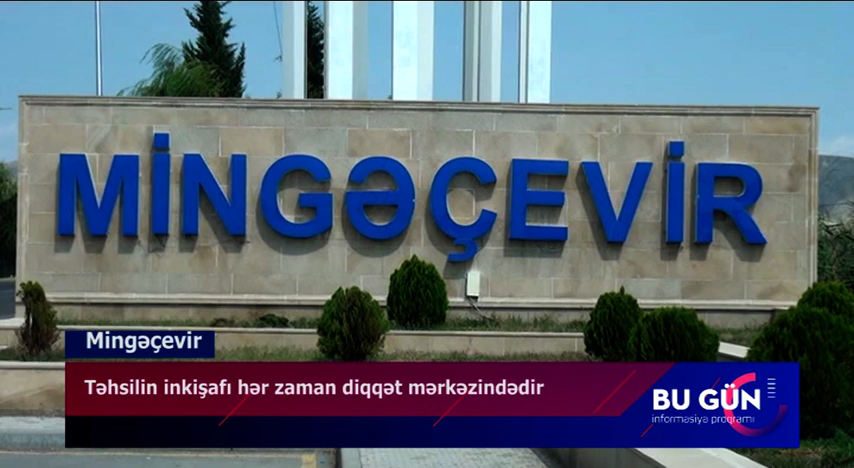 MİNGƏÇEVİR
Mingəçevir
Təhsilin inkişafı hər zaman diqqət mərkəzindədir
BU GÜN
informasiya proqramı